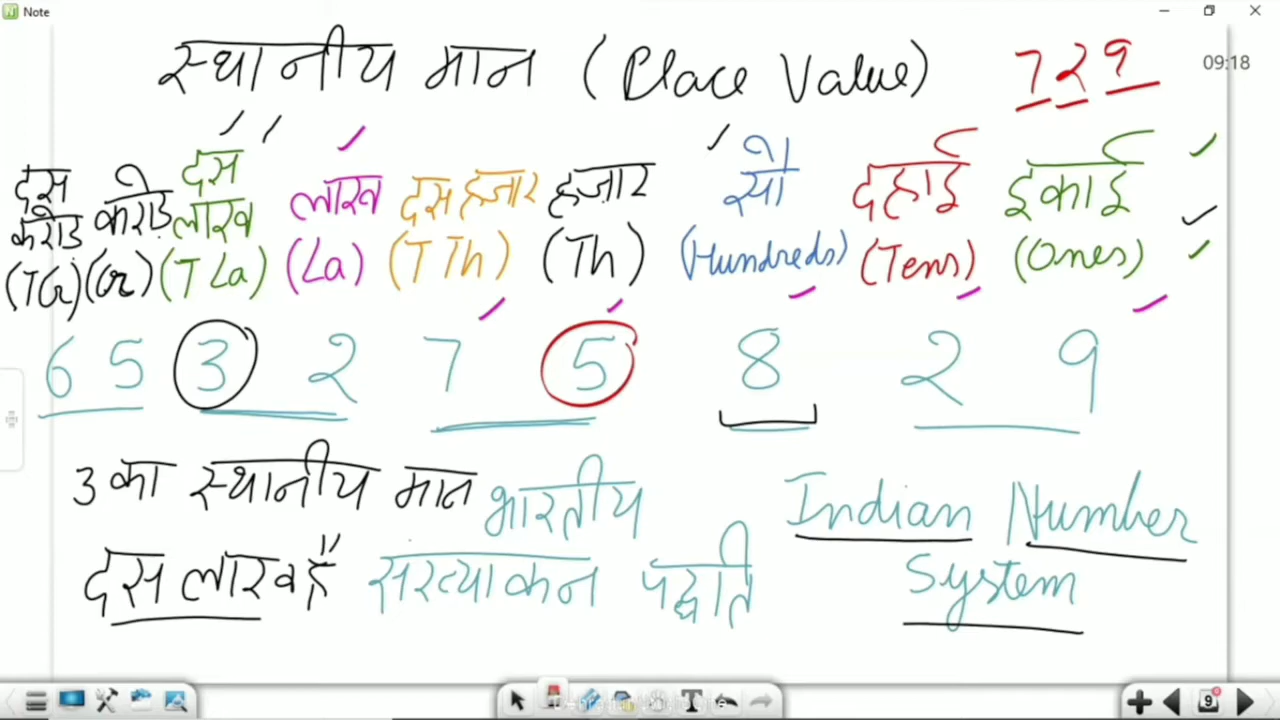 Note
स्थानीय मान (Place Value) 729
09:18
दस करोड़ करोड़ दस लाख लाख दस हजार हजार सौ दहाई इकाई
(TCr) (Cr) (T La) (La) (T Th) (Th) (Hundreds) (Tens) (Ones)
6 5 3 2 7 5 8 2 9
3 का स्थानीय मान
दस लाख है
भारतीय
संख्याकन पद्धति
Indian Number
System
9